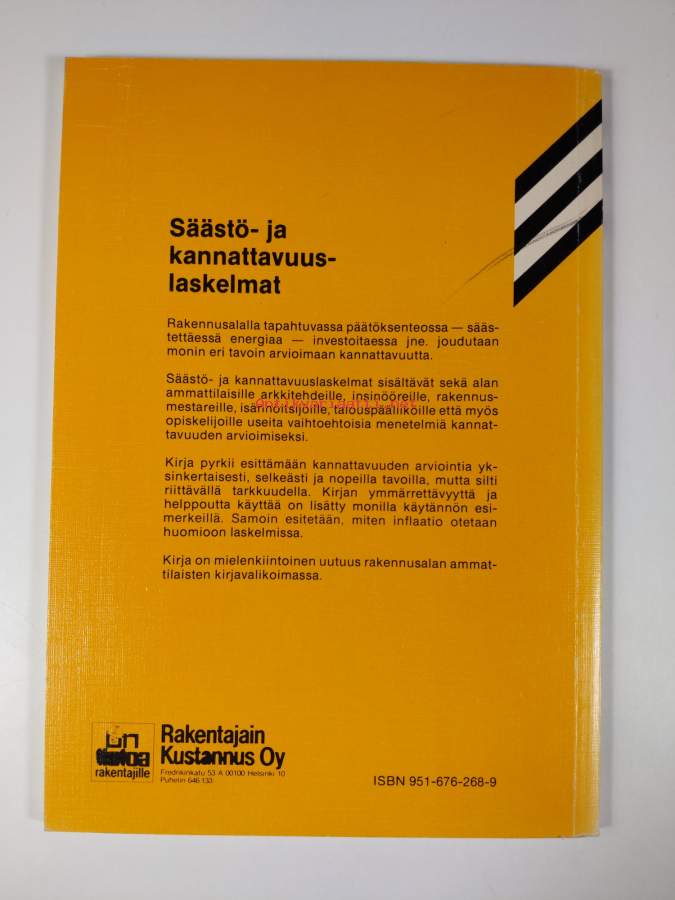 Säästö- ja
kannattavuus-
laskelmat
Rakennusalalla tapahtuvassa päätöksenteossa — sääs-
tettäessä energiaa — investoitaessa jne. joudutaan
monin eri tavoin arvioimaan kannattavuutta.
Säästö- ja kannattavuuslaskelmat sisältävät sekä alan
ammattilaisille arkkitehdeille, insinööreille, rakennus-
mestareille, isännöitsijöille, talouspäälliköille että myös
opiskelijoille useita vaihtoehtoisia menetelmiä kannat-
tavuuden arvioimiseksi.
Kirja pyrkii esittämään kannattavuuden arviointia yk-
sinkertaisesti, selkeästi ja nopeilla tavoilla, mutta silti
riittävällä tarkkuudella. Kirjan ymmärrettävyyttä ja
helppoutta käyttää on lisätty monilla käytännön esi-
merkeillä. Samoin esitetään, miten inflaatio otetaan
huomioon laskelmissa.
Kirja on mielenkiintoinen uutuus rakennusalan ammat-
tilaisten kirjavalikoimassa.
tietoa
rakentajille
Rakentajain
Kustannus Oy
Fredrikinkatu 53 A 00100 Helsinki 10
Puhelin 646 133
ISBN 951-676-268-9